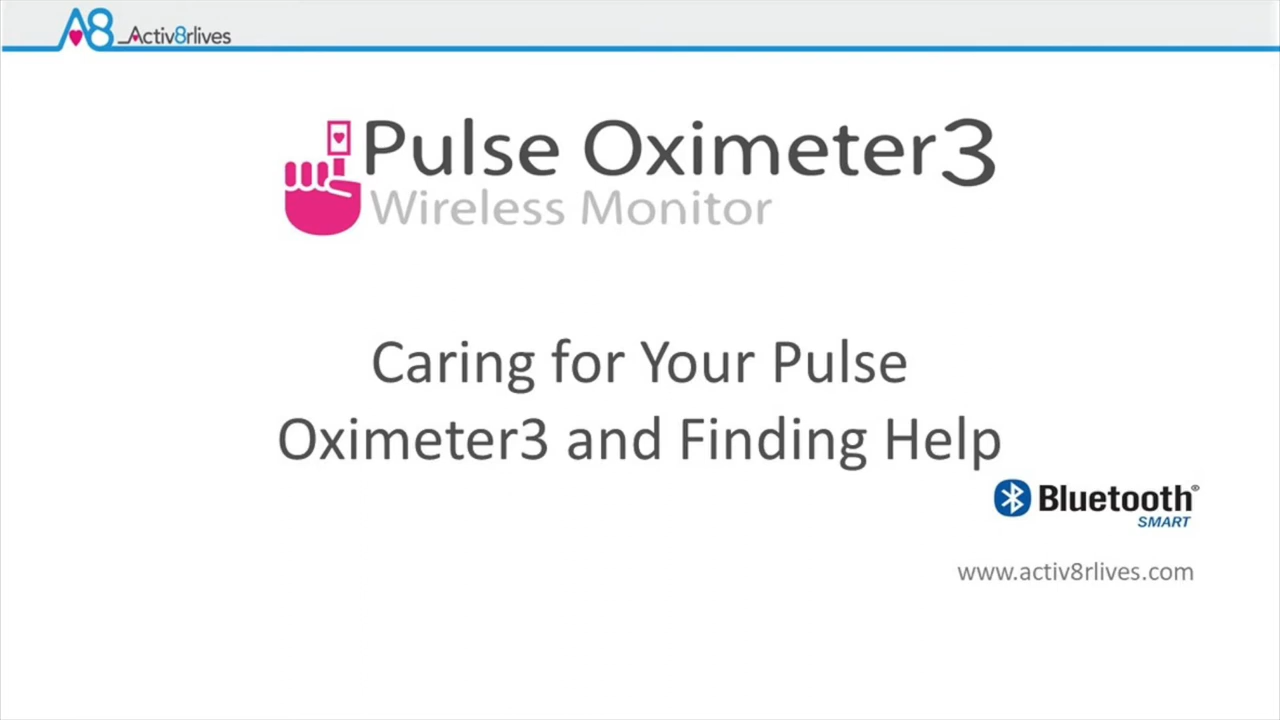 A8 Activ8rlives
Pulse Oximeter3
Wireless Monitor
Caring for Your Pulse
Oximeter3 and Finding Help
Bluetooth®
SMART
www.activ8rlives.com